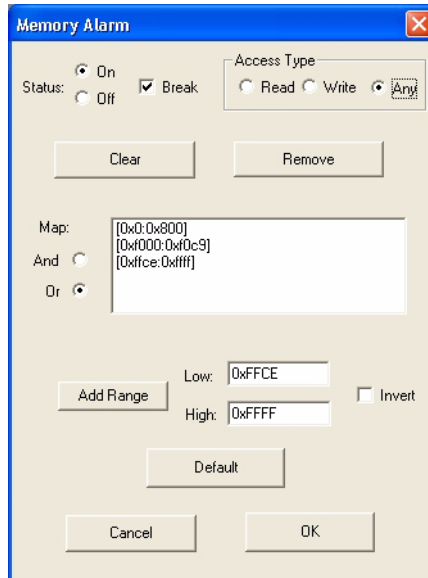 Memory Alarm
Status:
On
Off
Break
Access Type
Read
Write
Any
Clear
Remove
Map:
And
Or
[0x0:0x800]
[0xf000:0xf0c9]
[0xffce:0xffff]
Add Range
Low:
0xFFCE
High:
0xFFFF
Invert
Default
Cancel
OK